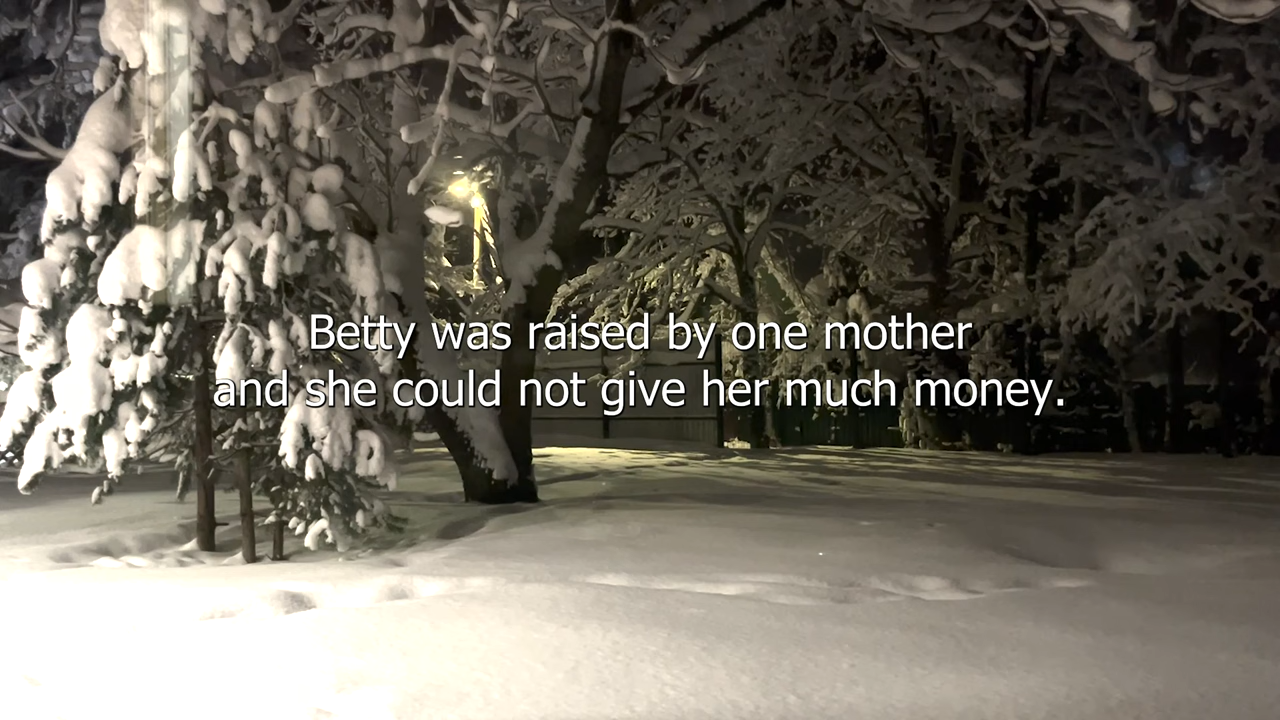 Betty was raised by one mother
and she could not give her much money.